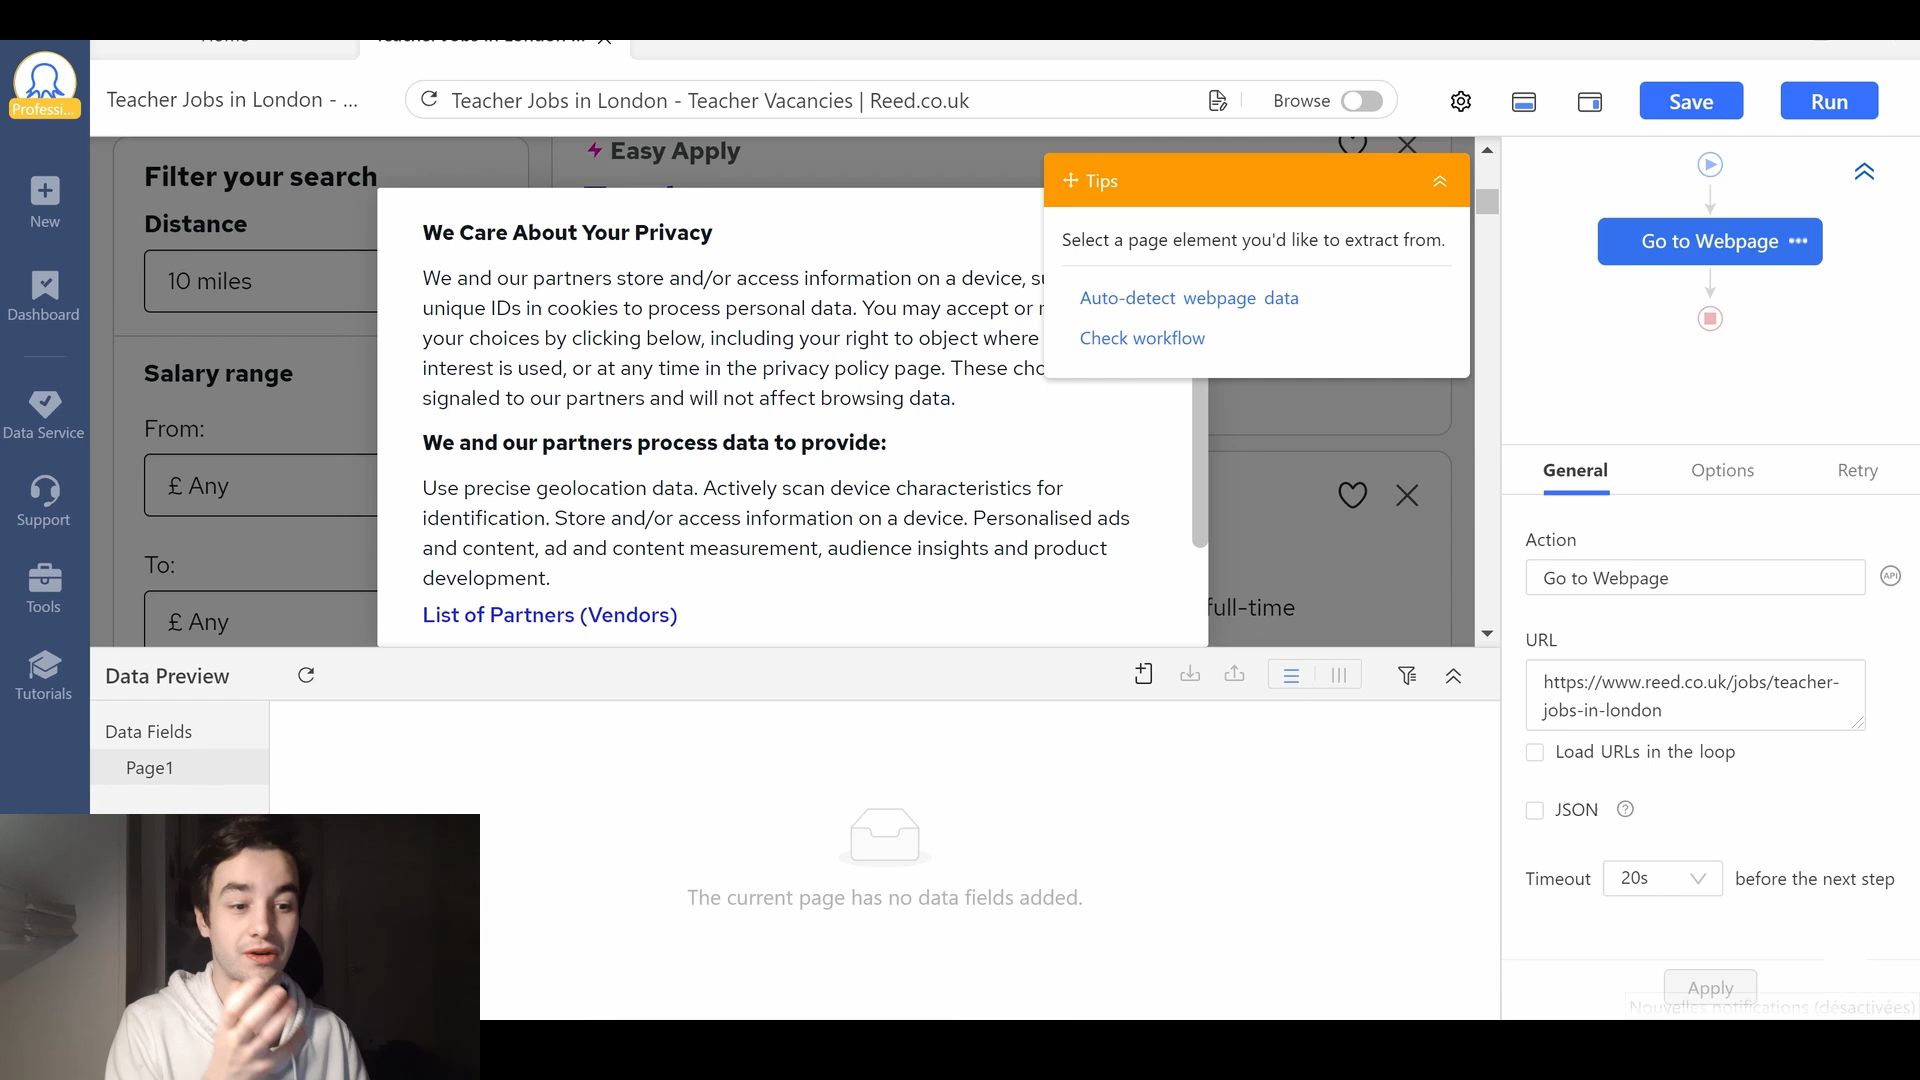 Teacher Jobs in London ...
Professi...
Teacher Jobs in London - ...
Teacher Jobs in London - Teacher Vacancies | Reed.co.uk
Browse
Save
Run
New
Dashboard
Data Service
Support
Tools
Tutorials
Filter your search
Distance
10 miles
Salary range
From:
£ Any
To:
£ Any
Easy Apply
We Care About Your Privacy
We and our partners store and/or access information on a device, su
unique IDs in cookies to process personal data. You may accept or
your choices by clicking below, including your right to object where
interest is used, or at any time in the privacy policy page. These cho
signaled to our partners and will not affect browsing data.
We and our partners process data to provide:
Use precise geolocation data. Actively scan device characteristics for
identification. Store and/or access information on a device. Personalised ads
and content, ad and content measurement, audience insights and product
development.
List of Partners (Vendors)
full-time
Tips
Select a page element you'd like to extract from.
Auto-detect webpage data
Check workflow
Go to Webpage
General
Options
Retry
Action
Go to Webpage
API
URL
https://www.reed.co.uk/jobs/teacher-
jobs-in-london
Load URLs in the loop
JSON
Timeout
20s
before the next step
Apply
Nouvelles notifications (désactivées)
Data Preview
Data Fields
Page1
The current page has no data fields added.